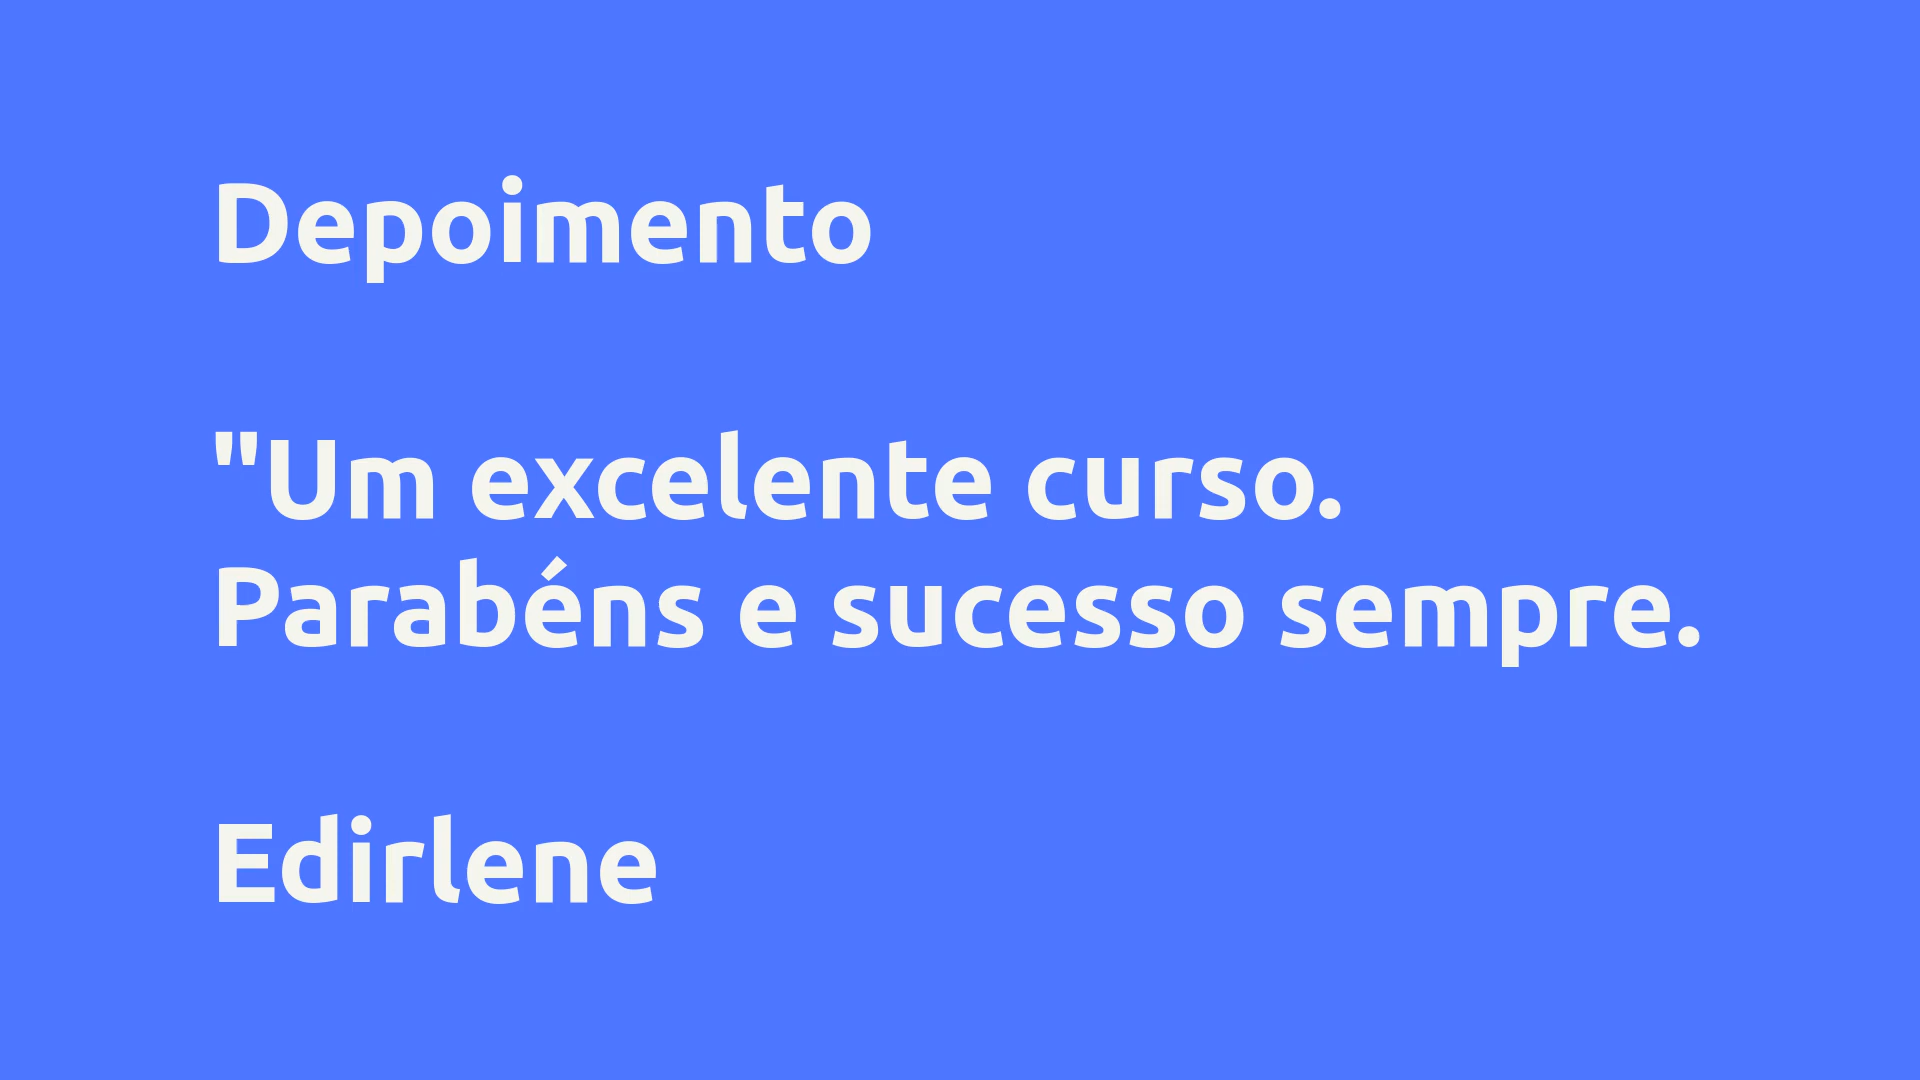 Depoimento
"Um excelente curso.
Parabéns e sucesso sempre.
Edirlene